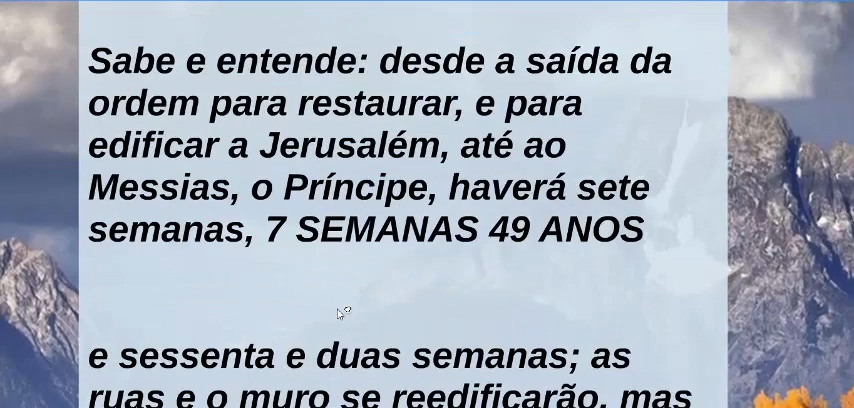 Sabe e entende: desde a saída da
ordem para restaurar, e para
edificar a Jerusalém, até ao
Messias, o Príncipe, haverá sete
semanas, 7 SEMANAS 49 ANOS
e sessenta e duas semanas; as
ruas e o muro se reedificarão, mas